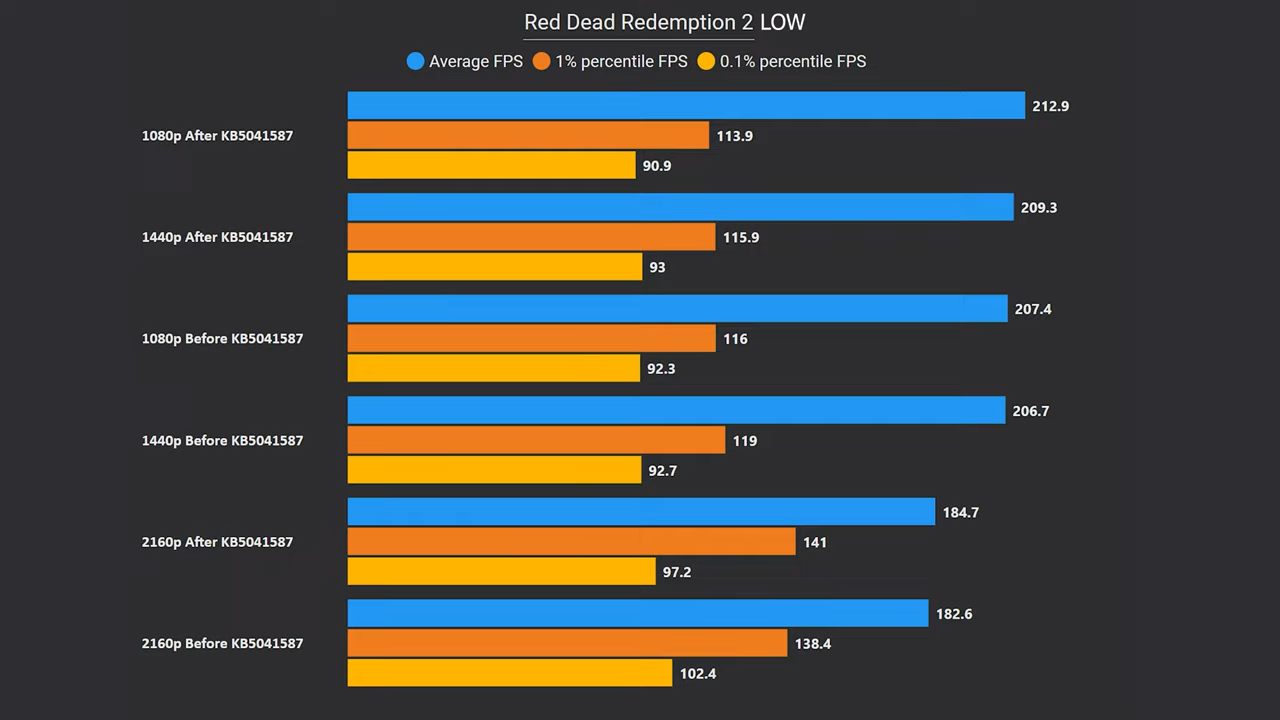 Red Dead Redemption 2 LOW
Average FPS 1% percentile FPS 0.1% percentile FPS
212.9
1080p After KB5041587 113.9
90.9
209.3
1440p After KB5041587 115.9
93
207.4
1080p Before KB5041587 116
92.3
206.7
1440p Before KB5041587 119
92.7
184.7
2160p After KB5041587 141
97.2
182.6
2160p Before KB5041587 138.4
102.4